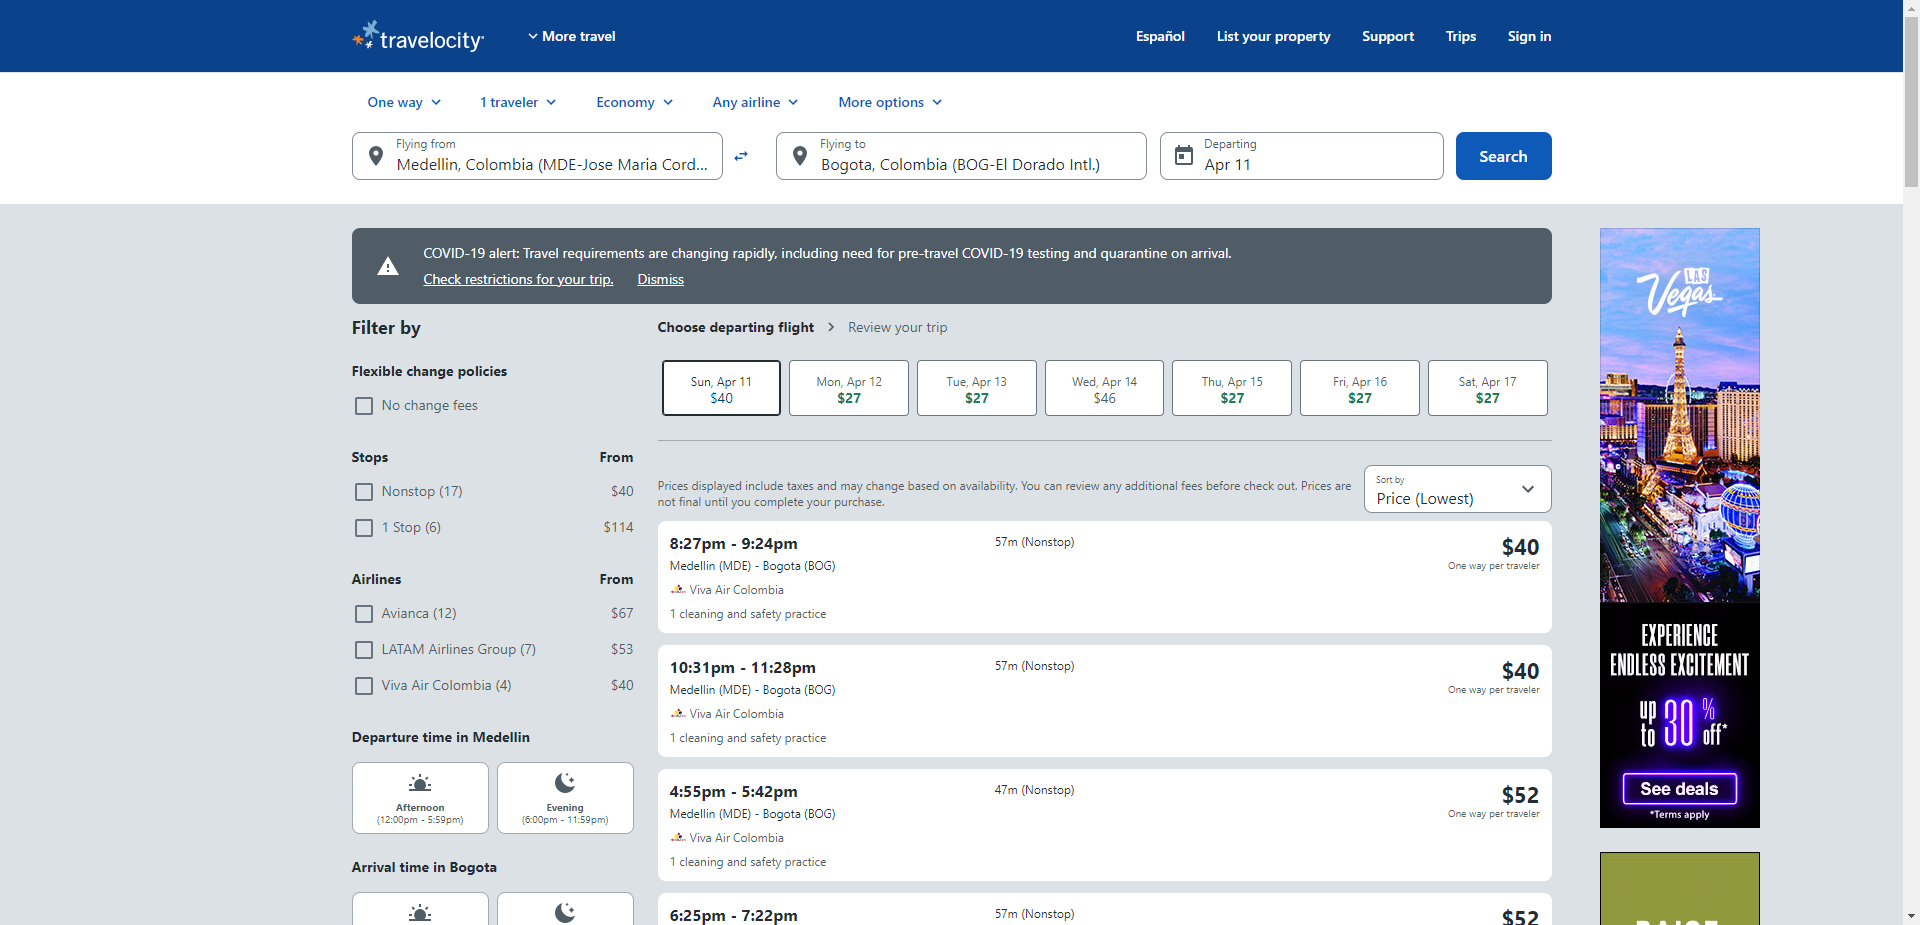 travelocity
More travel
Español
List your property
Support
Trips
Sign in
One way
1 traveler
Economy
Any airline
More options
Flying from
Medellin, Colombia (MDE-Jose Maria Cord...
Flying to
Bogota, Colombia (BOG-El Dorado Intl.)
Departing
Apr 11
Search
COVID-19 alert: Travel requirements are changing rapidly, including need for pre-travel COVID-19 testing and quarantine on arrival.
Check restrictions for your trip. Dismiss
Filter by
Flexible change policies
No change fees
Stops From
Nonstop (17) $40
1 Stop (6) $114
Airlines From
Avianca (12) $67
LATAM Airlines Group (7) $53
Viva Air Colombia (4) $40
Departure time in Medellin
Afternoon
(12:00pm - 5:59pm)
Evening
(6:00pm - 11:59pm)
Arrival time in Bogota
Choose departing flight
Review your trip
Sun, Apr 11
$40
Mon, Apr 12
$27
Tue, Apr 13
$27
Wed, Apr 14
$46
Thu, Apr 15
$27
Fri, Apr 16
$27
Sat, Apr 17
$27
Prices displayed include taxes and may change based on availability. You can review any additional fees before check out. Prices are
not final until you complete your purchase.
Sort by
Price (Lowest)
8:27pm - 9:24pm
57m (Nonstop)
$40
Medellin (MDE) - Bogota (BOG)
One way per traveler
Viva Air Colombia
1 cleaning and safety practice
10:31pm - 11:28pm
57m (Nonstop)
$40
Medellin (MDE) - Bogota (BOG)
One way per traveler
Viva Air Colombia
1 cleaning and safety practice
4:55pm - 5:42pm
47m (Nonstop)
$52
Medellin (MDE) - Bogota (BOG)
One way per traveler
Viva Air Colombia
1 cleaning and safety practice
6:25pm - 7:22pm
57m (Nonstop)
$52
LAS
Vegas
EXPERIENCE
ENDLESS EXCITEMENT
up to 30% off*
See deals
*Terms apply